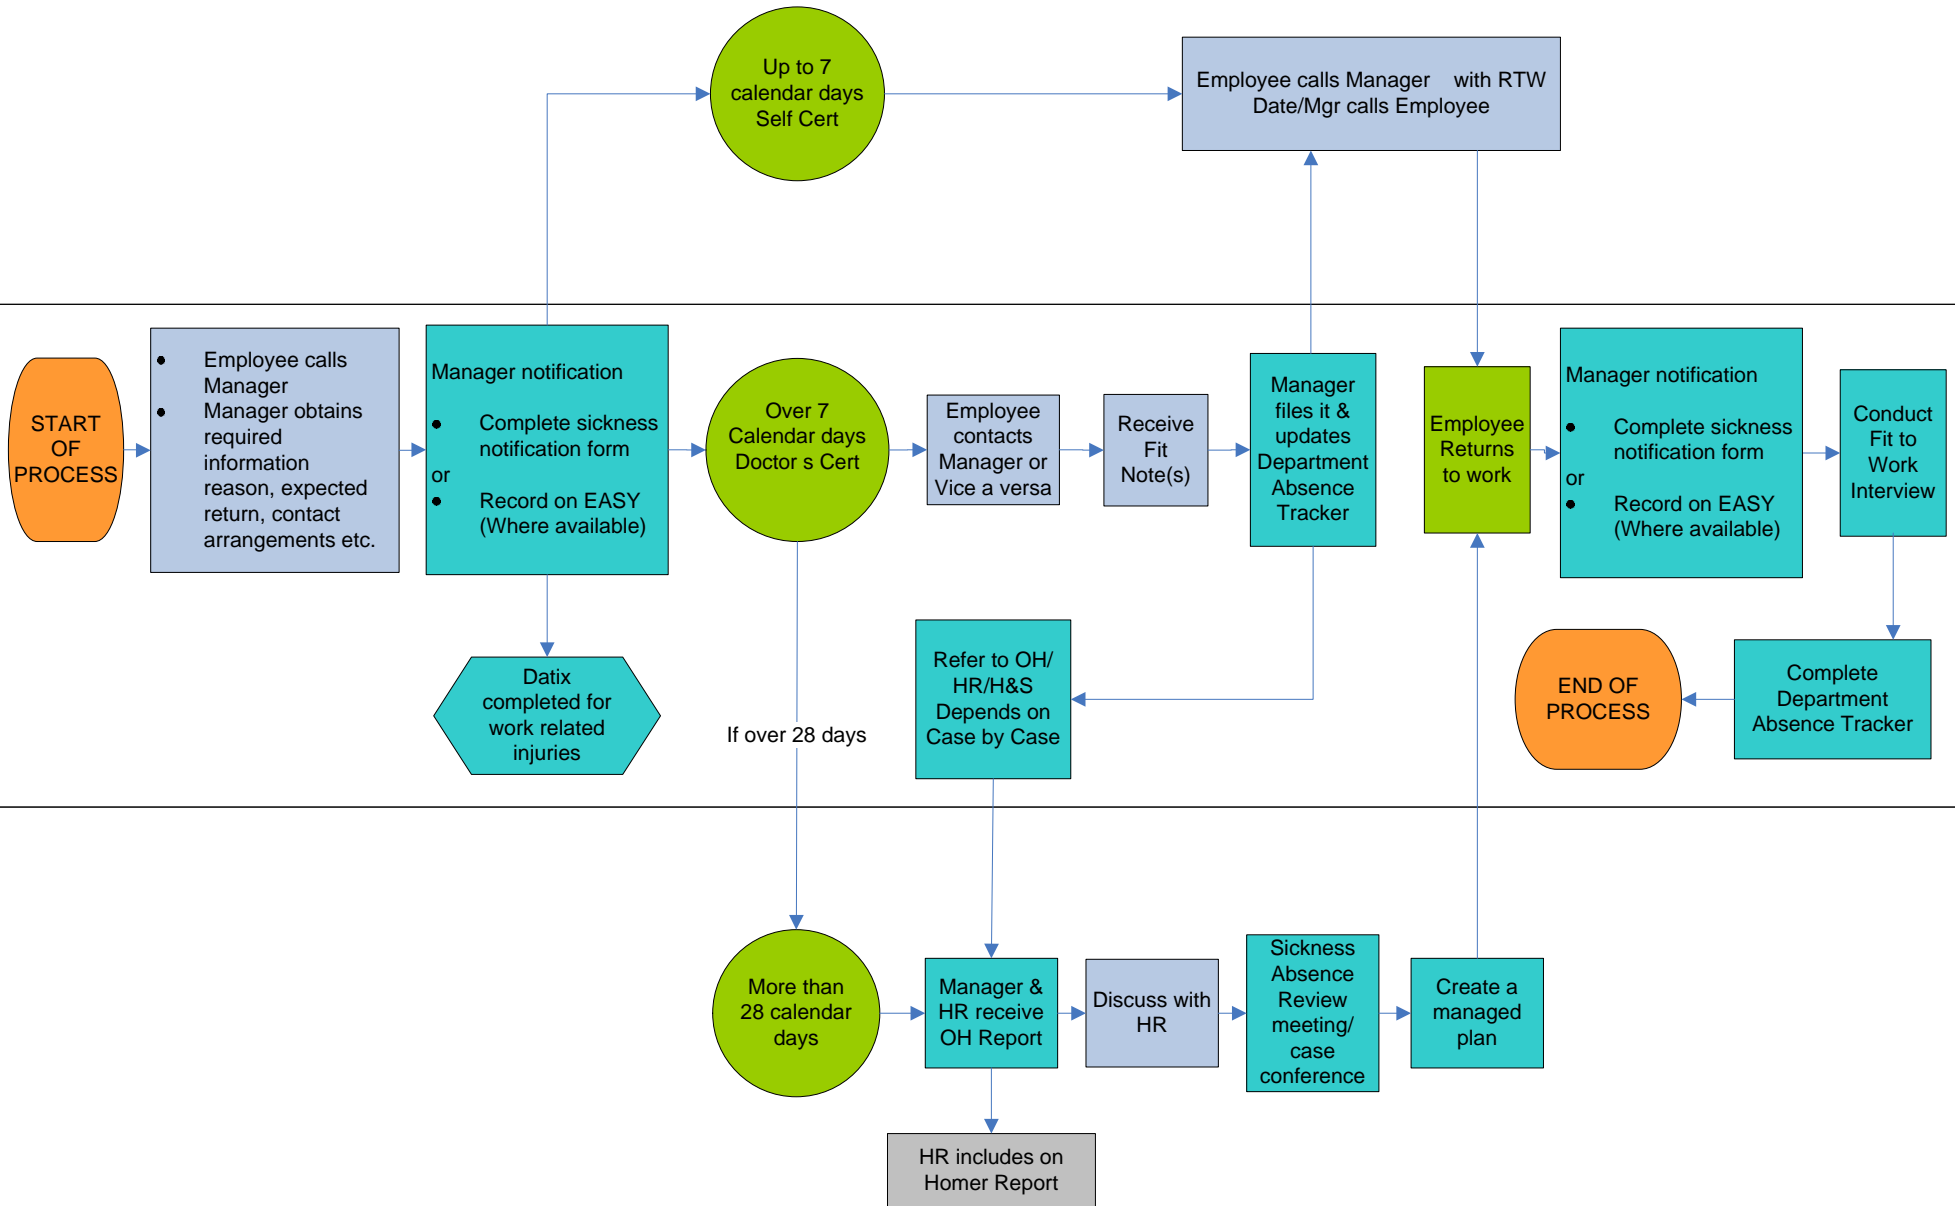 Up to 7
calendar days
Self Cert
Employee calls Manager    with RTW
Date/Mgr calls Employee
START
OF
PROCESS
• Employee calls
Manager
• Manager obtains
required
information
reason, expected
return, contact
arrangements etc.
Manager notification
• Complete sickness
notification form
or
• Record on EASY
(Where available)
Over 7
Calendar days
Doctor s Cert
Employee
contacts
Manager or
Vice a versa
Receive
Fit
Note(s)
Manager
files it &
updates
Department
Absence
Tracker
Employee
Returns
to work
Manager notification
• Complete sickness
notification form
or
• Record on EASY
(Where available)
Conduct
Fit to
Work
Interview
Datix
completed for
work related
injuries
If over 28 days
Refer to OH/
HR/H&S
Depends on
Case by Case
END OF
PROCESS
Complete
Department
Absence Tracker
More than
28 calendar
days
Manager &
HR receive
OH Report
Discuss with
HR
Sickness
Absence
Review
meeting/
case
conference
Create a
managed
plan
HR includes on
Homer Report